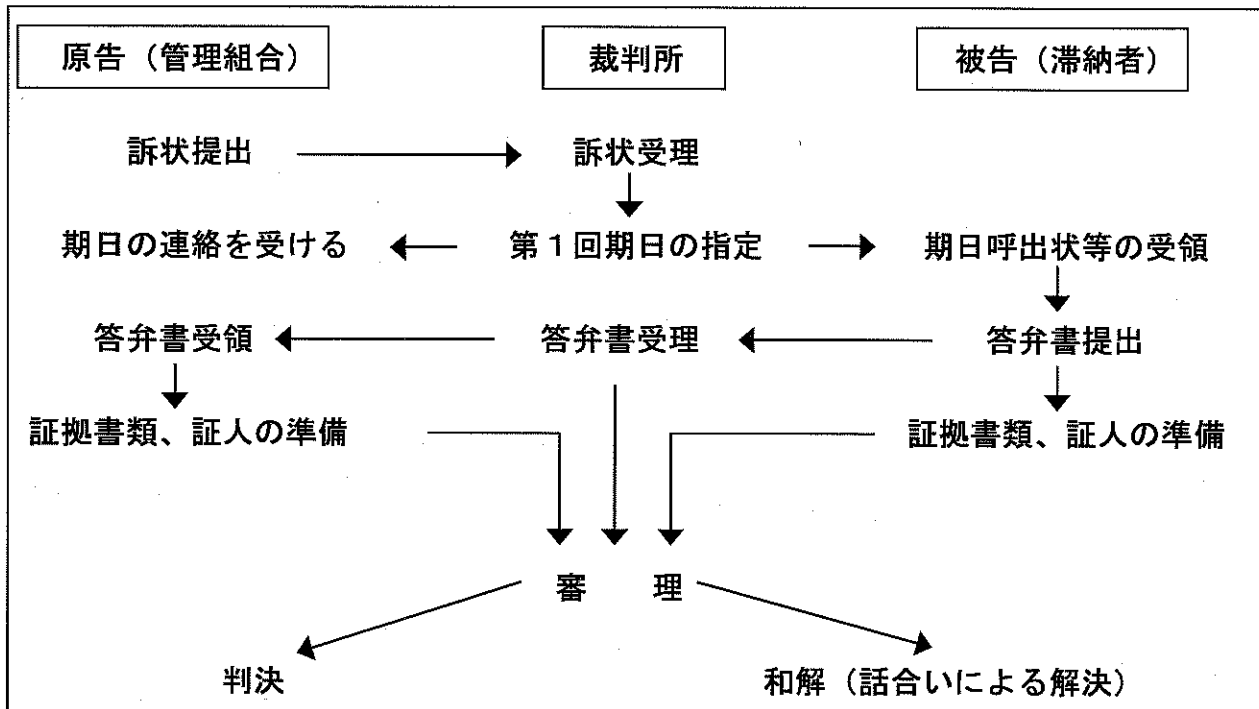 原告（管理組合） 裁判所 被告（滞納者）
訴状提出 訴状受理
期日の連絡を受ける 第１回期日の指定 期日呼出状等の受領
答弁書受領 答弁書受理 答弁書提出
証拠書類、証人の準備 証拠書類、証人の準備
審　理
判決 和解（話合いによる解決）